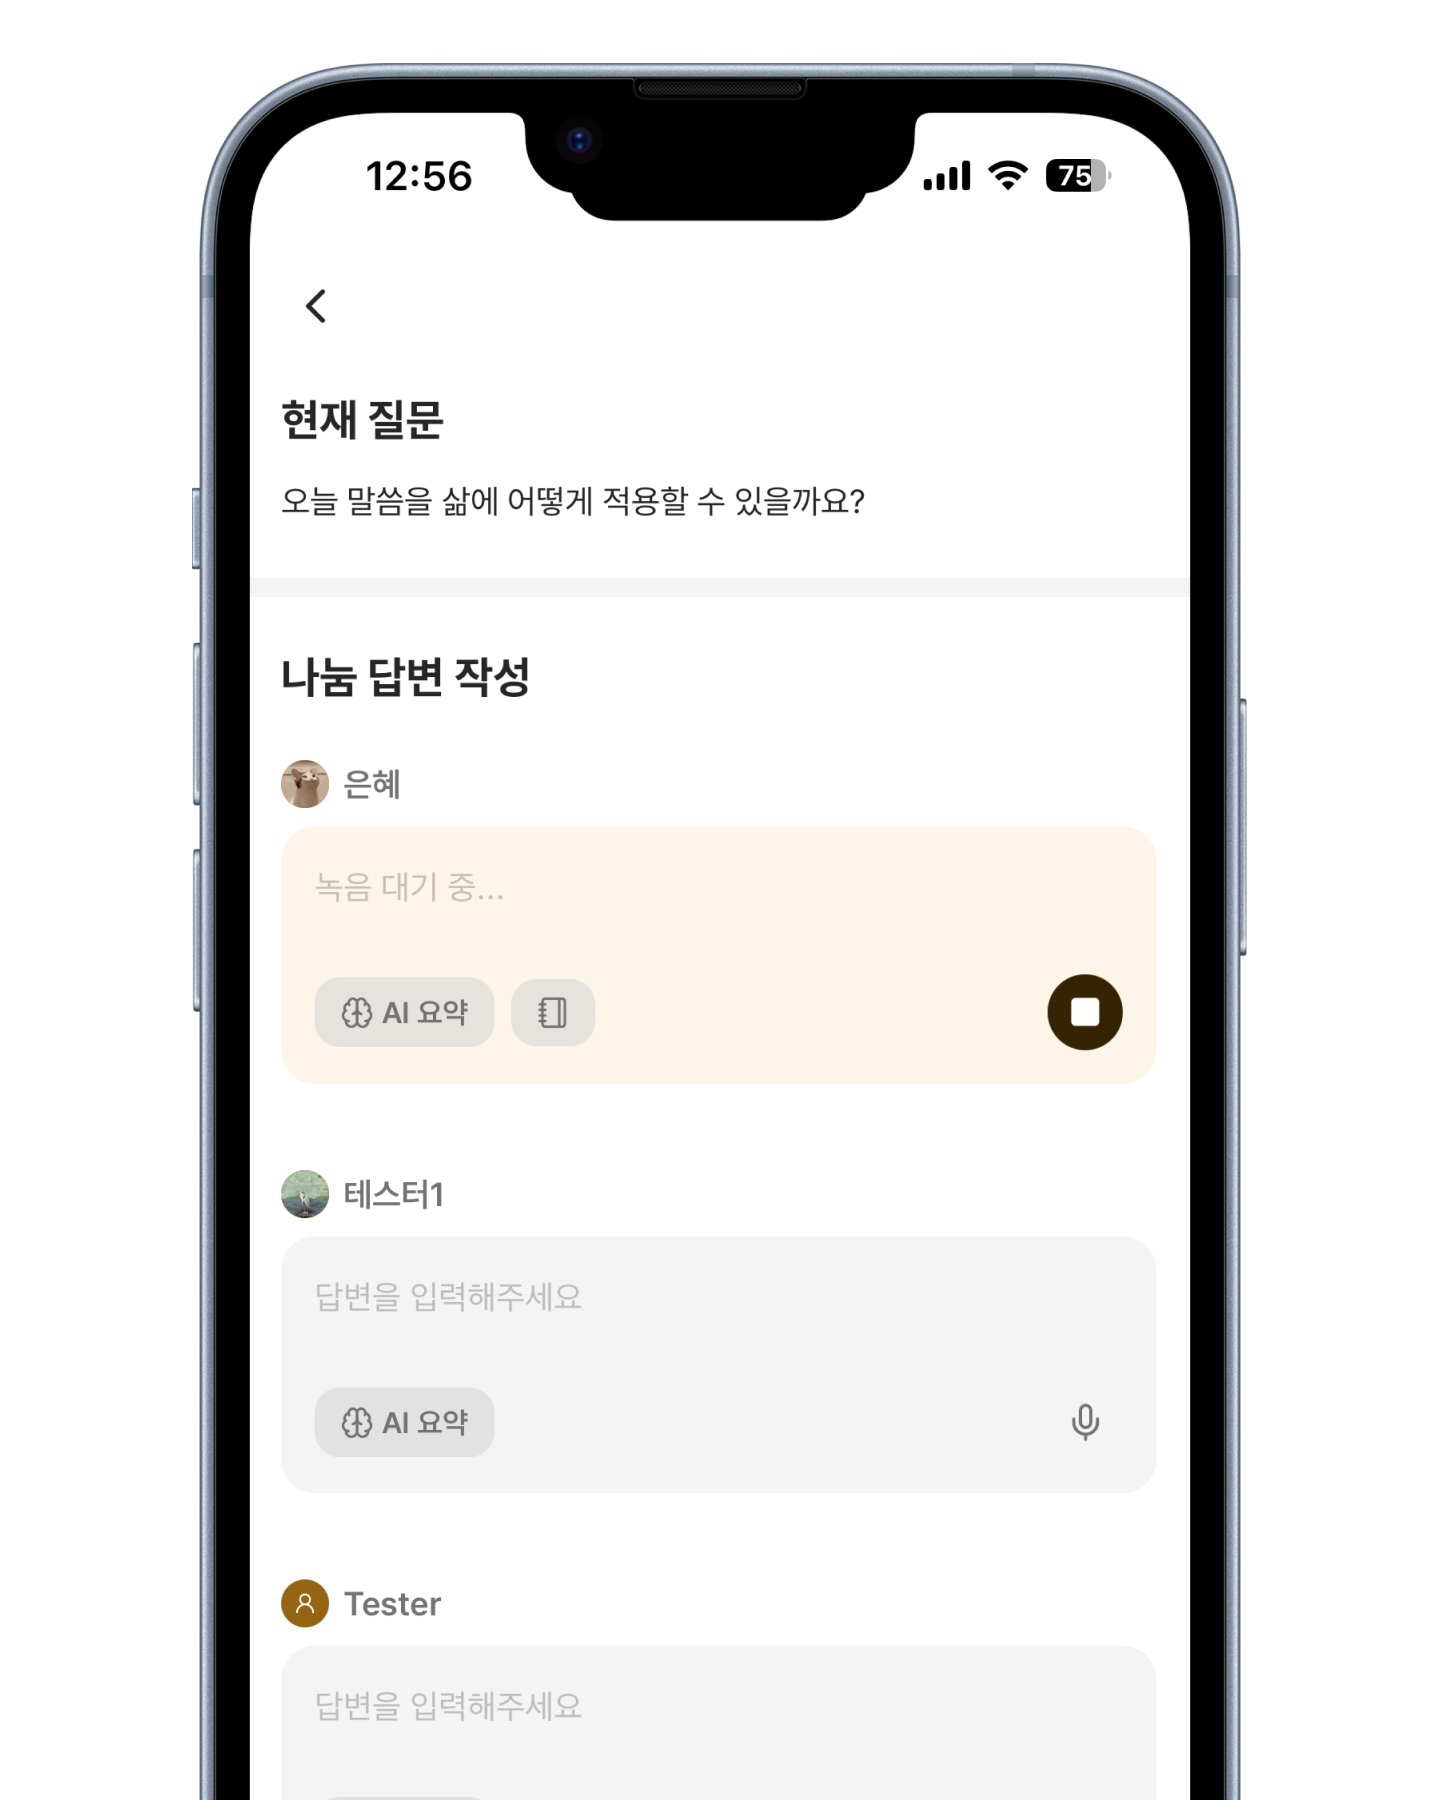 12:56
75
현재 질문
오늘 말씀을 삶에 어떻게 적용할 수 있을까요?
나눔 답변 작성
은혜
녹음 대기 중...
AI 요약
테스터1
답변을 입력해주세요
AI 요약
Tester
답변을 입력해주세요